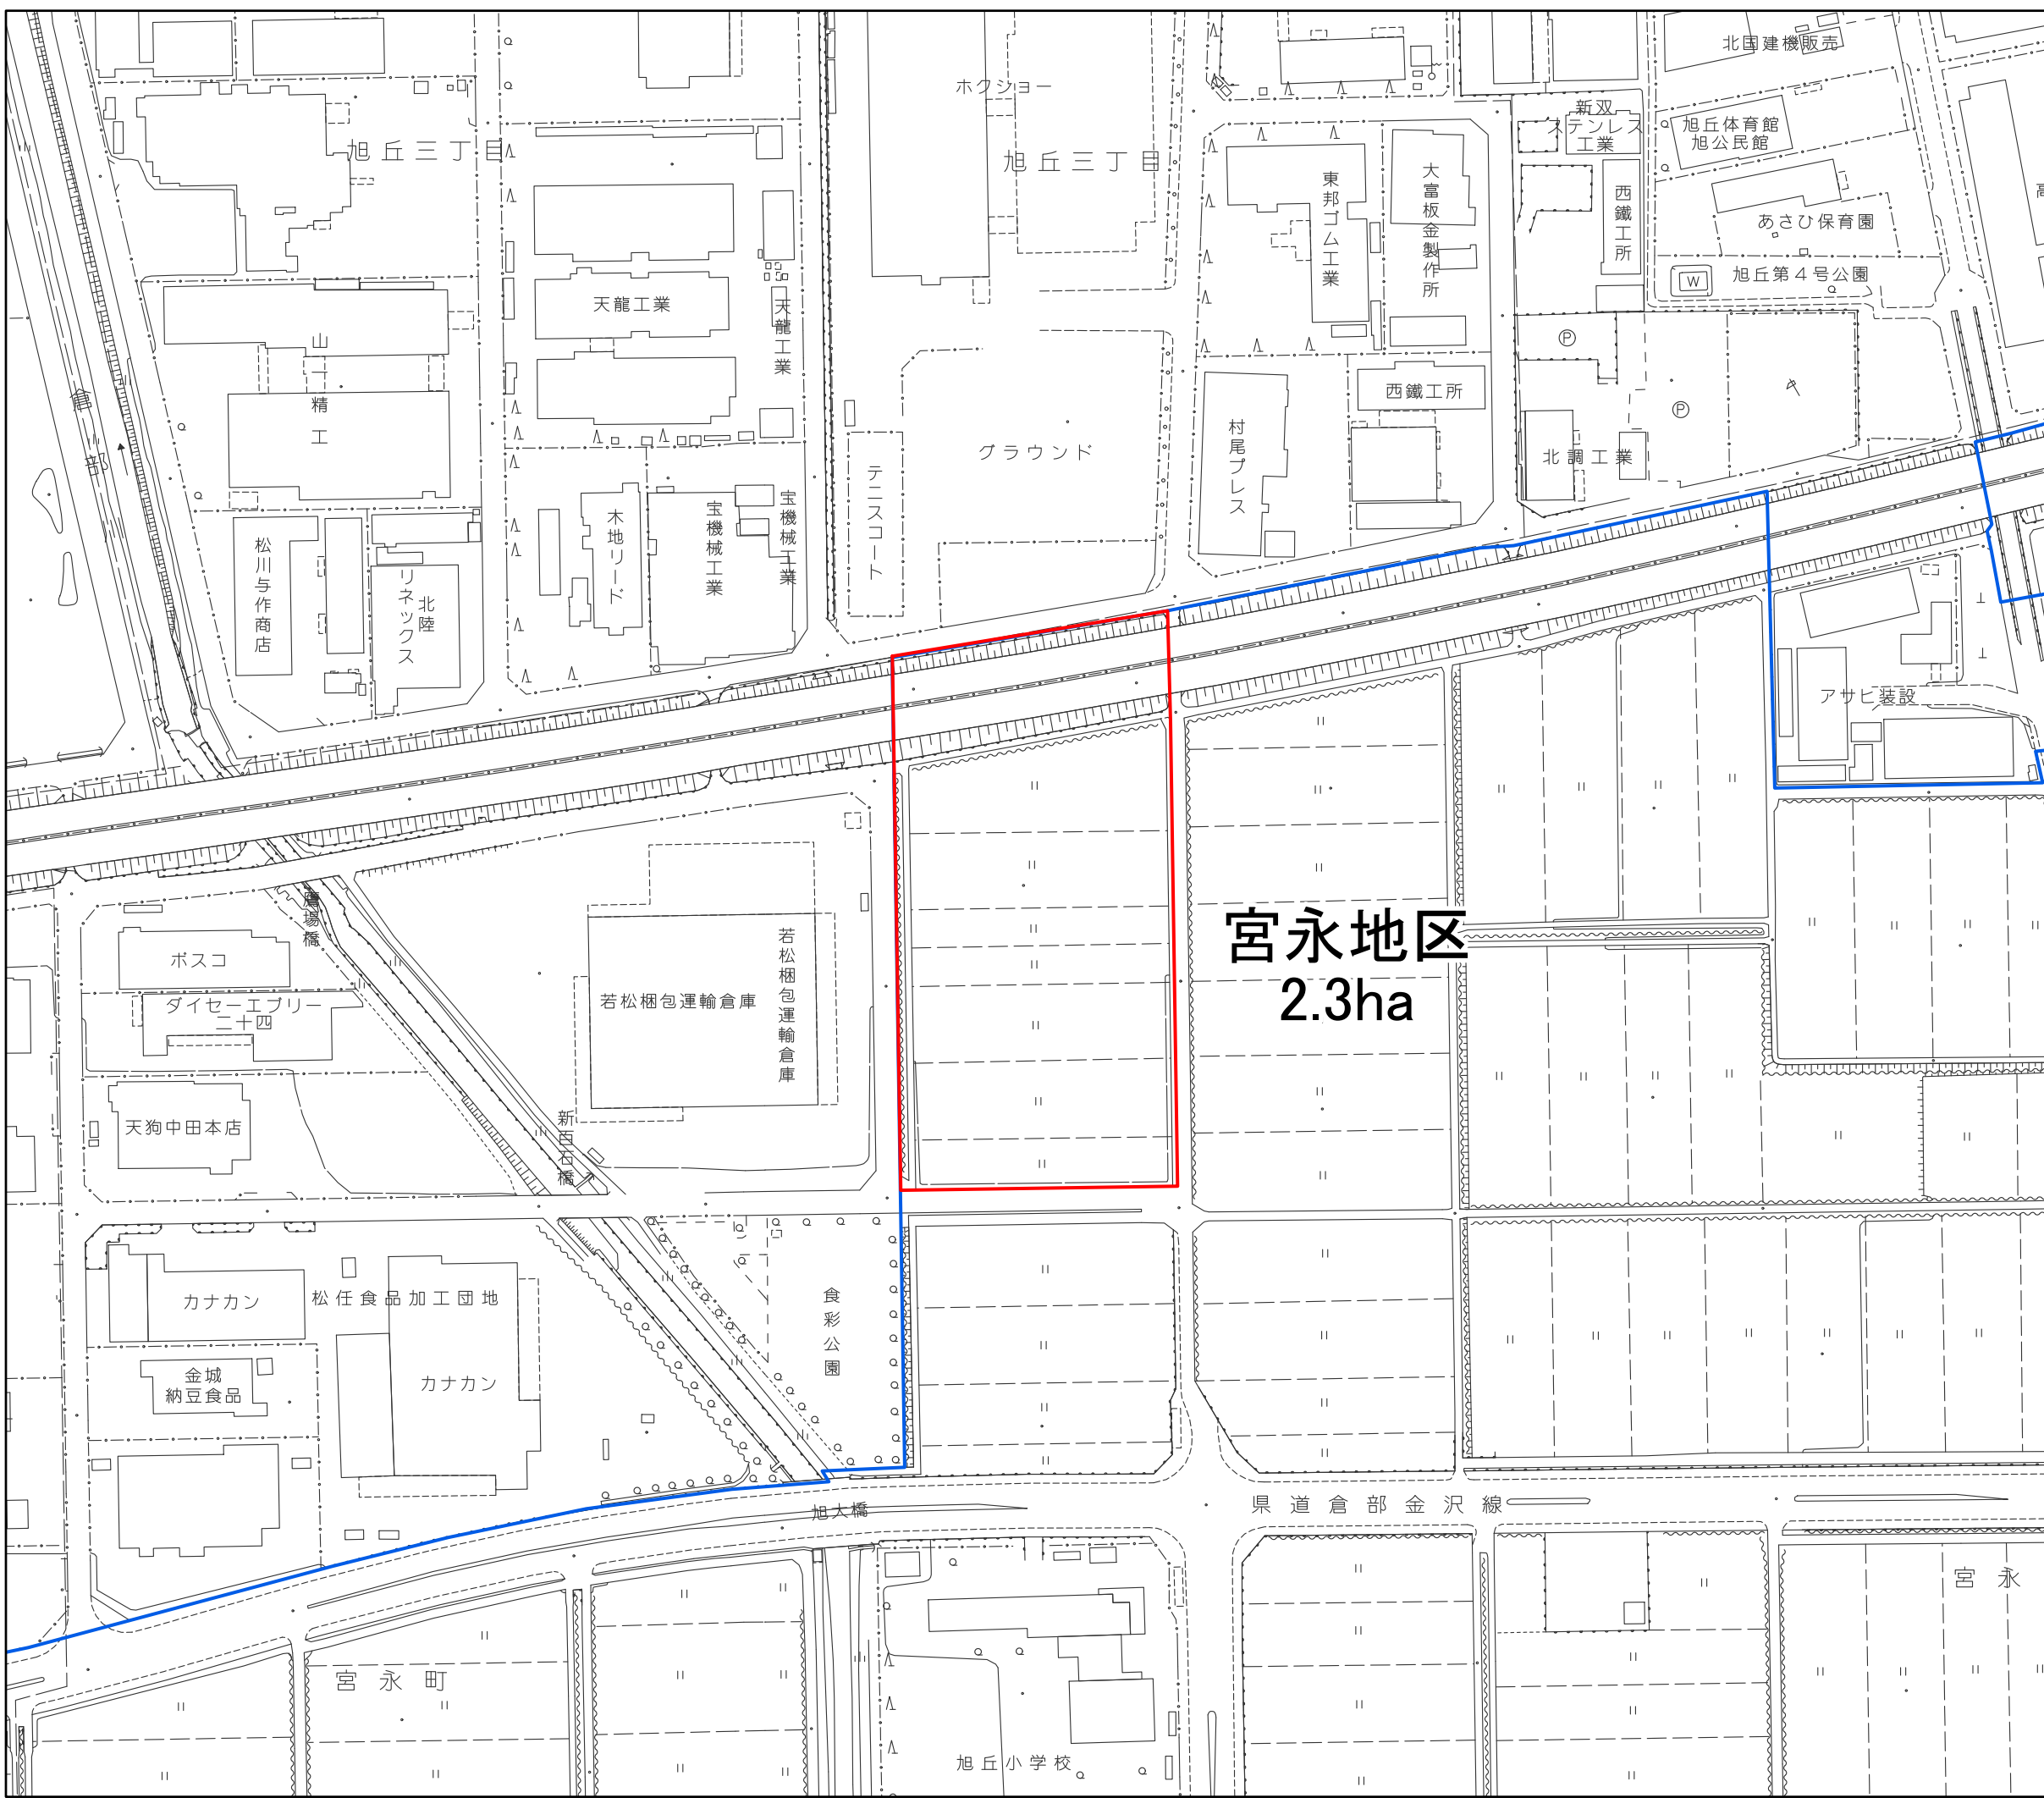 北国建機販売
ホクショー
新双
ステンレス
工業
旭丘体育館
旭公民館
旭丘三丁目
旭丘三丁目
東邦ゴム工業
大富板金製作所
西鐵工所
あさひ保育園
旭丘第4号公園
W
天龍工業
天龍工業
山一精工
P
西鐵工所
P
倉部
村尾プレス
グラウンド
テニスコート
北調工業
松川与作商店
北陸
リネックス
木地リード
宝機械工業
宝機械工業
アサヒ装設
鷹場橋
宮永地区
2.3ha
ボスコ
若松梱包運輸倉庫
若松梱包運輸倉庫
ダイセーエブリー
二十四
天狗中田本店
新百石橋
カナカン
松任食品加工団地
食彩公園
金城
納豆食品
カナカン
旭大橋
県道倉部金沢線
宮永
宮永町
旭丘小学校